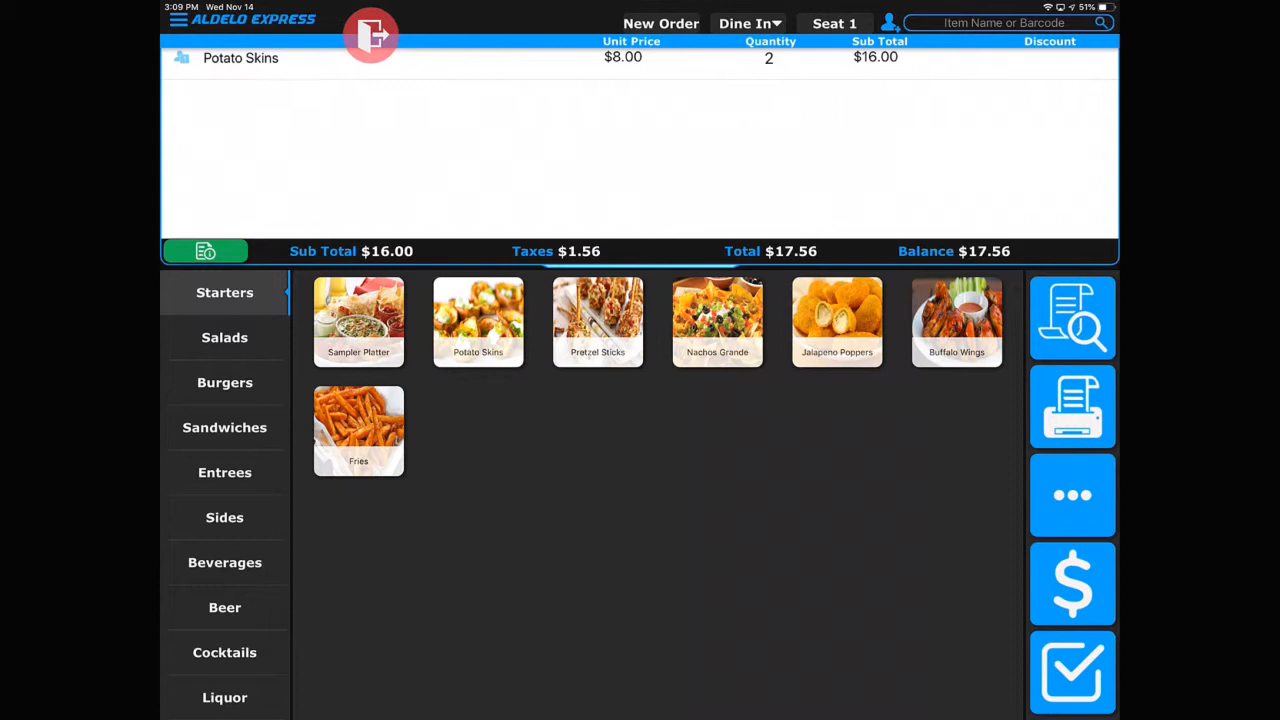 3:09 PM Wed Nov 14 51%
ALDELO EXPRESS New Order Dine In Seat 1 Item Name or Barcode
Unit Price Quantity Sub Total Discount
Potato Skins $8.00 2 $16.00
Sub Total $16.00 Taxes $1.56 Total $17.56 Balance $17.56
Starters
Salads
Burgers
Sandwiches
Entrees
Sides
Beverages
Beer
Cocktails
Liquor
Sampler Platter Potato Skins Pretzel Sticks Nachos Grande Jalapeno Poppers Buffalo Wings
Fries
$